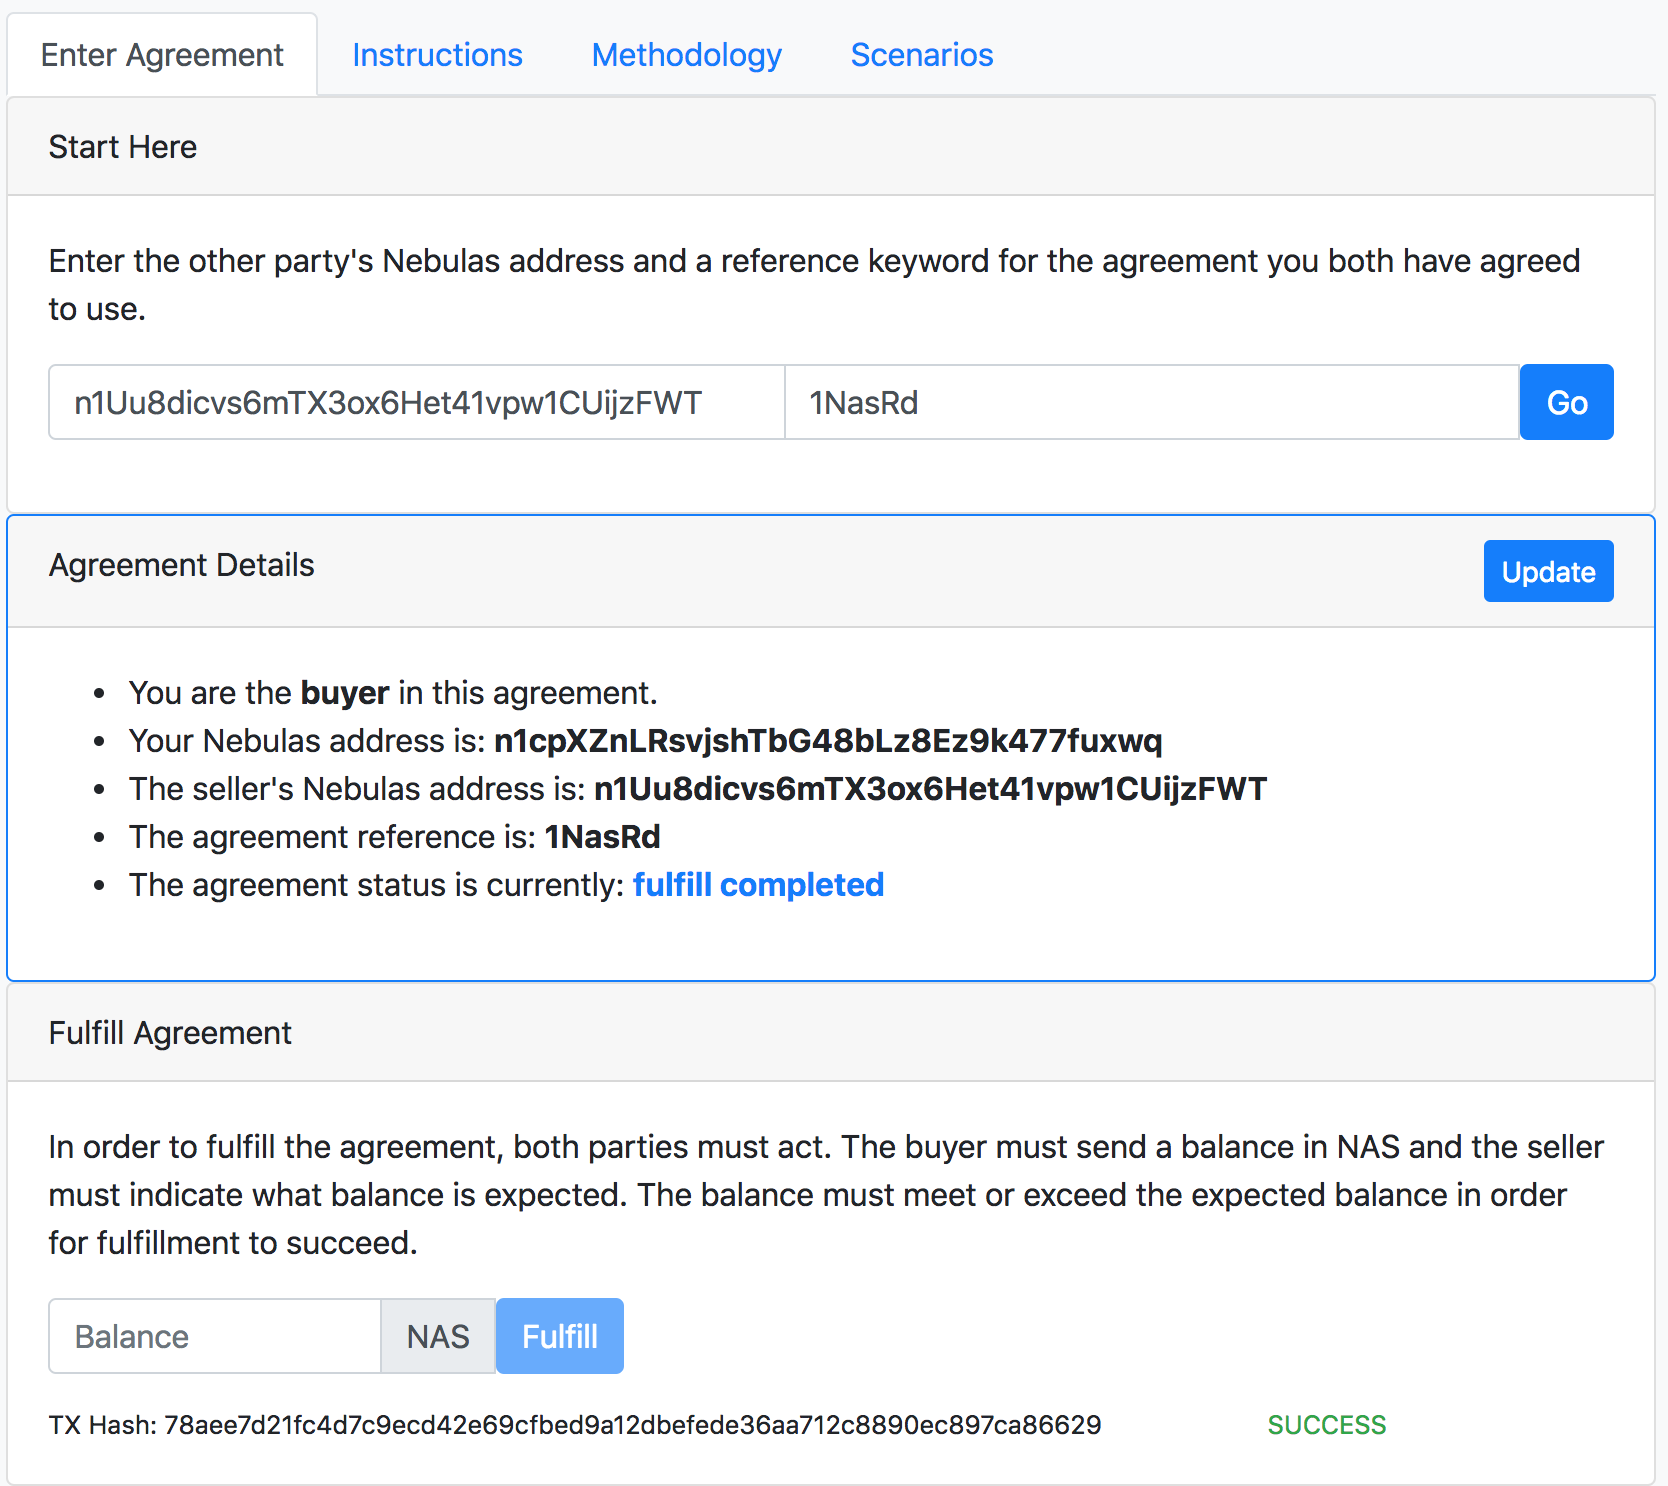 Enter Agreement Instructions Methodology Scenarios
Start Here
Enter the other party's Nebulas address and a reference keyword for the agreement you both have agreed
to use.
n1Uu8dicvs6mTX3ox6Het41vpw1CUijzFWT 1NasRd Go
Agreement Details Update
• You are the buyer in this agreement.
• Your Nebulas address is: n1cpXZnLRsvjshTbG48bLz8Ez9k477fuxwq
• The seller's Nebulas address is: n1Uu8dicvs6mTX3ox6Het41vpw1CUijzFWT
• The agreement reference is: 1NasRd
• The agreement status is currently: fulfill completed
Fulfill Agreement
In order to fulfill the agreement, both parties must act. The buyer must send a balance in NAS and the seller
must indicate what balance is expected. The balance must meet or exceed the expected balance in order
for fulfillment to succeed.
Balance NAS Fulfill
TX Hash: 78aee7d21fc4d7c9ecd42e69cfbed9a12dbefede36aa712c8890ec897ca86629 SUCCESS